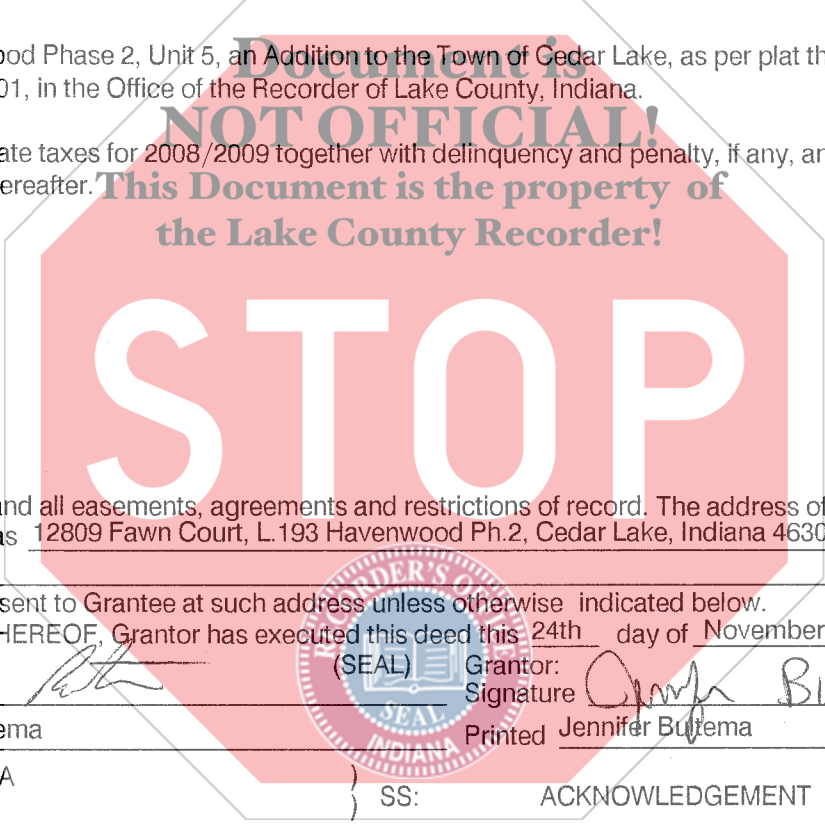 ood Phase 2, Unit 5, an Addition to the Town of Cedar Lake, as per plat th
Document is
01, in the Office of the Recorder of Lake County, Indiana.
NOT OFFICIAL!
ate taxes for 2008/2009 together with delinquency and penalty, if any, an
ereafter.
This Document is the property of
the Lake County Recorder!
STOP
and all easements, agreements and restrictions of record. The address of
as 12809 Fawn Court, L.193 Havenwood Ph.2, Cedar Lake, Indiana 4630
sent to Grantee at such address unless otherwise indicated below.
HEREOF, Grantor has executed this deed this 24th day of November
(SEAL) Grantor:
Signature
ema Printed Jennifer Bultema
A ) SS: ACKNOWLEDGEMENT
)
RECORDER'S OFFICE
SEAL
INDIANA